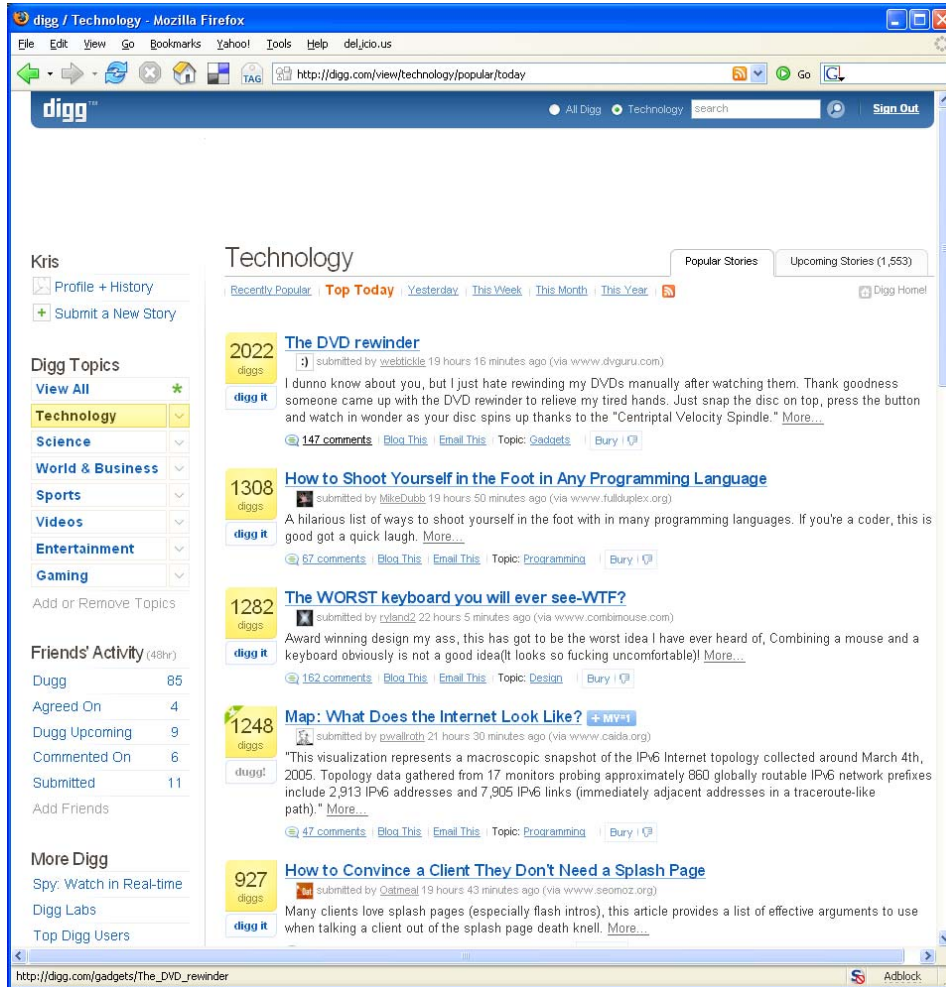 digg / Technology - Mozilla Firefox
File Edit View Go Bookmarks Yahoo! Tools Help del.icio.us
TAG http://digg.com/view/technology/popular/today Go G
digg™ All Digg Technology search Sign Out
Kris
Profile + History
Submit a New Story
Digg Topics
View All *
Technology
Science
World & Business
Sports
Videos
Entertainment
Gaming
Add or Remove Topics
Friends' Activity (48hr)
Dugg 85
Agreed On 4
Dugg Upcoming 9
Commented On 6
Submitted 11
Add Friends
More Digg
Spy: Watch in Real-time
Digg Labs
Top Digg Users
Technology
Popular Stories Upcoming Stories (1,553)
Recently Popular Top Today Yesterday This Week This Month This Year Digg Home!
2022
diggs
digg it
The DVD rewinder
:) submitted by webtickle 19 hours 16 minutes ago (via www.dvguru.com)
I dunno know about you, but I just hate rewinding my DVDs manually after watching them. Thank goodness
someone came up with the DVD rewinder to relieve my tired hands. Just snap the disc on top, press the button
and watch in wonder as your disc spins up thanks to the "Centriptal Velocity Spindle." More...
147 comments Blog This Email This Topic: Gadgets Bury
1308
diggs
digg it
How to Shoot Yourself in the Foot in Any Programming Language
submitted by MikeDubb 19 hours 50 minutes ago (via www.fullduplex.org)
A hilarious list of ways to shoot yourself in the foot with in many programming languages. If you're a coder, this is
good got a quick laugh. More...
67 comments Blog This Email This Topic: Programming Bury
1282
diggs
digg it
The WORST keyboard you will ever see-WTF?
submitted by ryland2 22 hours 5 minutes ago (via www.combimouse.com)
Award winning design my ass, this has got to be the worst idea I have ever heard of, Combining a mouse and a
keyboard obviously is not a good idea(It looks so fucking uncomfortable)! More...
162 comments Blog This Email This Topic: Design Bury
1248
diggs
dugg!
Map: What Does the Internet Look Like? + MY#1
submitted by pwallroth 21 hours 30 minutes ago (via www.caida.org)
"This visualization represents a macroscopic snapshot of the IPv6 Internet topology collected around March 4th,
2005. Topology data gathered from 17 monitors probing approximately 860 globally routable IPv6 network prefixes
include 2,913 IPv6 addresses and 7,905 IPv6 links (immediately adjacent addresses in a traceroute-like
path)." More...
47 comments Blog This Email This Topic: Programming Bury
927
diggs
digg it
How to Convince a Client They Don't Need a Splash Page
submitted by Oatmeal 19 hours 43 minutes ago (via www.seomoz.org)
Many clients love splash pages (especially flash intros), this article provides a list of effective arguments to use
when talking a client out of the splash page death knell. More...
http://digg.com/gadgets/The_DVD_rewinder Adblock